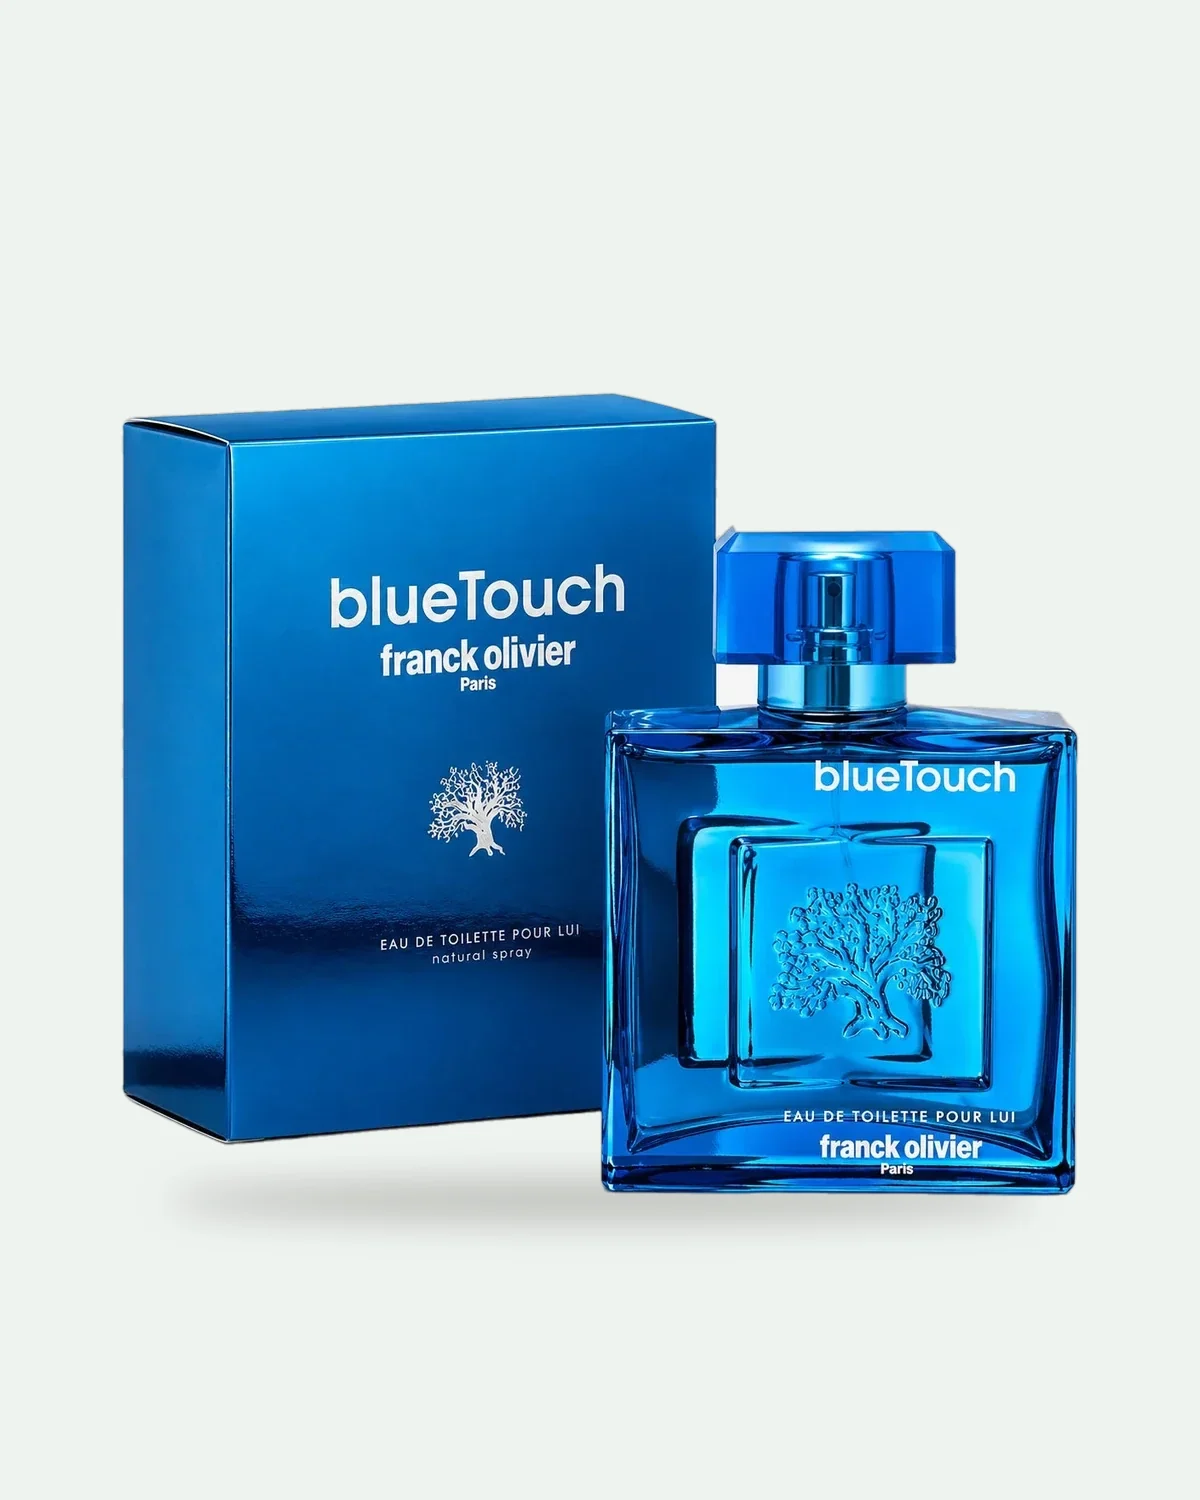 blueTouch
franck olivier
Paris
EAU DE TOILETTE POUR LUI
natural spray
blueTouch
EAU DE TOILETTE POUR LUI
franck olivier
Paris